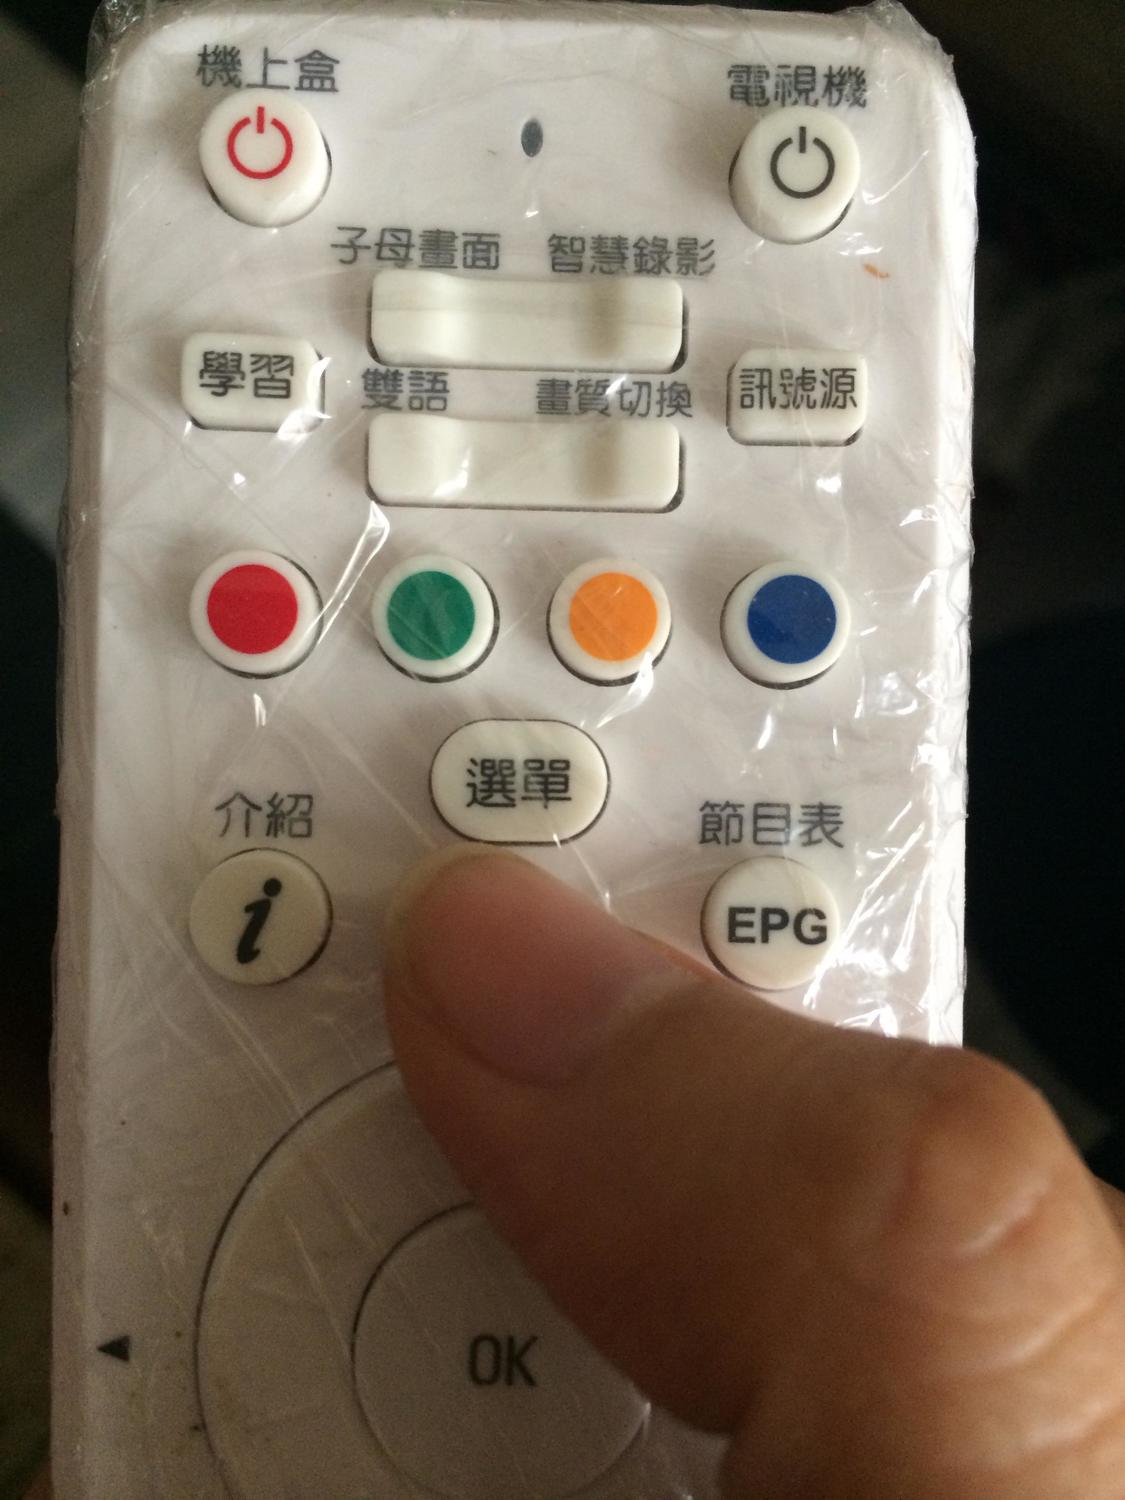 機上盒
電視機
子母畫面 智慧錄影
學習
雙語 畫質切換
訊號源
選單
介紹
節目表
i
EPG
OK